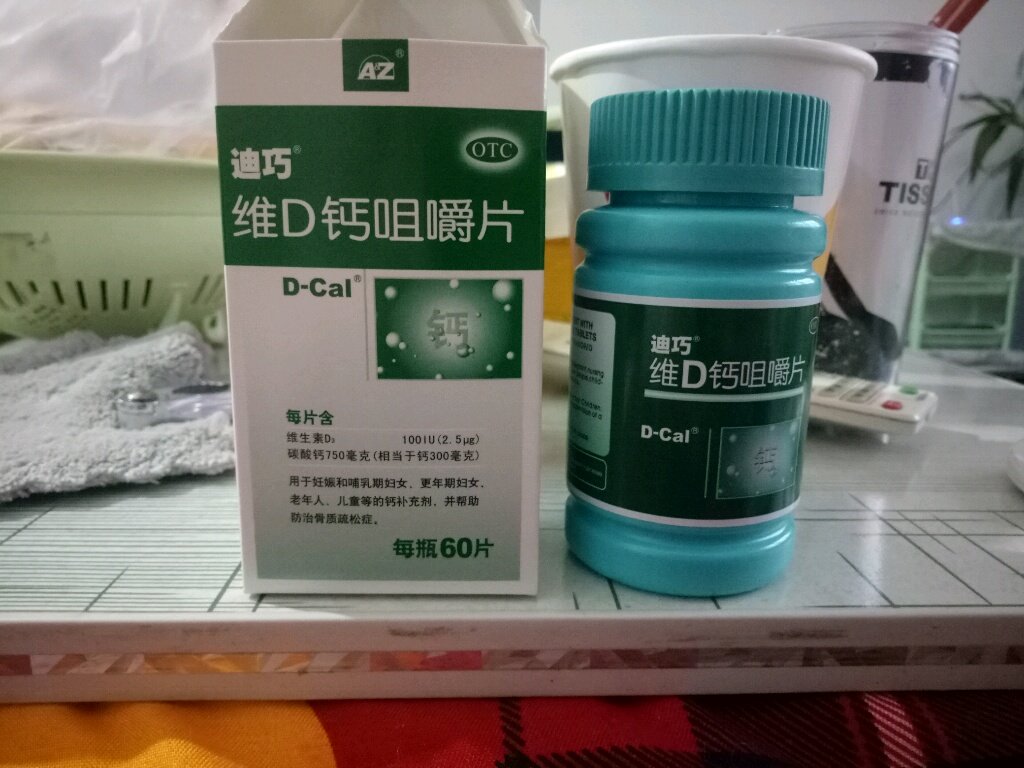 A+Z®
迪巧®
OTC
维D钙咀嚼片
D-Cal®
钙
每片含
维生素D₃ 100IU(2.5μg)
碳酸钙750毫克(相当于钙300毫克)
用于妊娠和哺乳期妇女、更年期妇女、
老年人、儿童等的钙补充剂，并帮助
防治骨质疏松症。
每瓶60片
迪巧®
维D钙咀嚼片
D-Cal®
钙
WITH
TABLETS
TISS